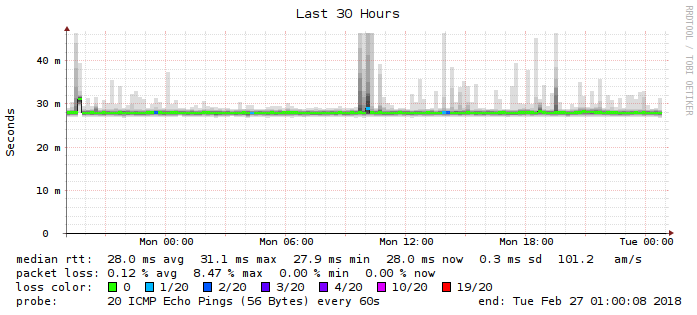 Last 30 Hours
RRDTOOL / TOBI OETIKER
Seconds
40 m
30 m
20 m
10 m
0
Mon 00:00 Mon 06:00 Mon 12:00 Mon 18:00 Tue 00:00
median rtt: 28.0 ms avg 31.1 ms max 27.9 ms min 28.0 ms now 0.3 ms sd 101.2 am/s
packet loss: 0.12 % avg 8.47 % max 0.00 % min 0.00 % now
loss color: 0 1/20 2/20 3/20 4/20 10/20 19/20
probe: 20 ICMP Echo Pings (56 Bytes) every 60s end: Tue Feb 27 01:00:08 2018